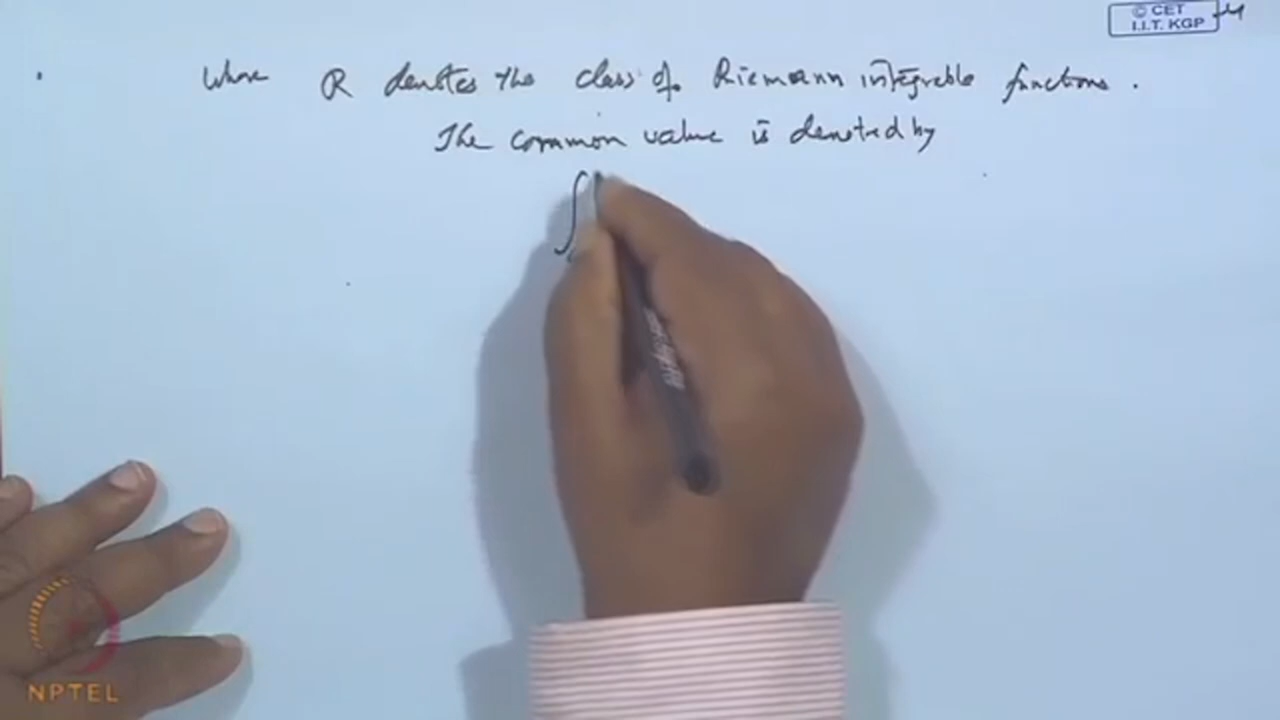 © CET
I.I.T. KGP
Where R denotes the class of Riemann integrable functions.
The common value is denoted by
∫
NPTEL